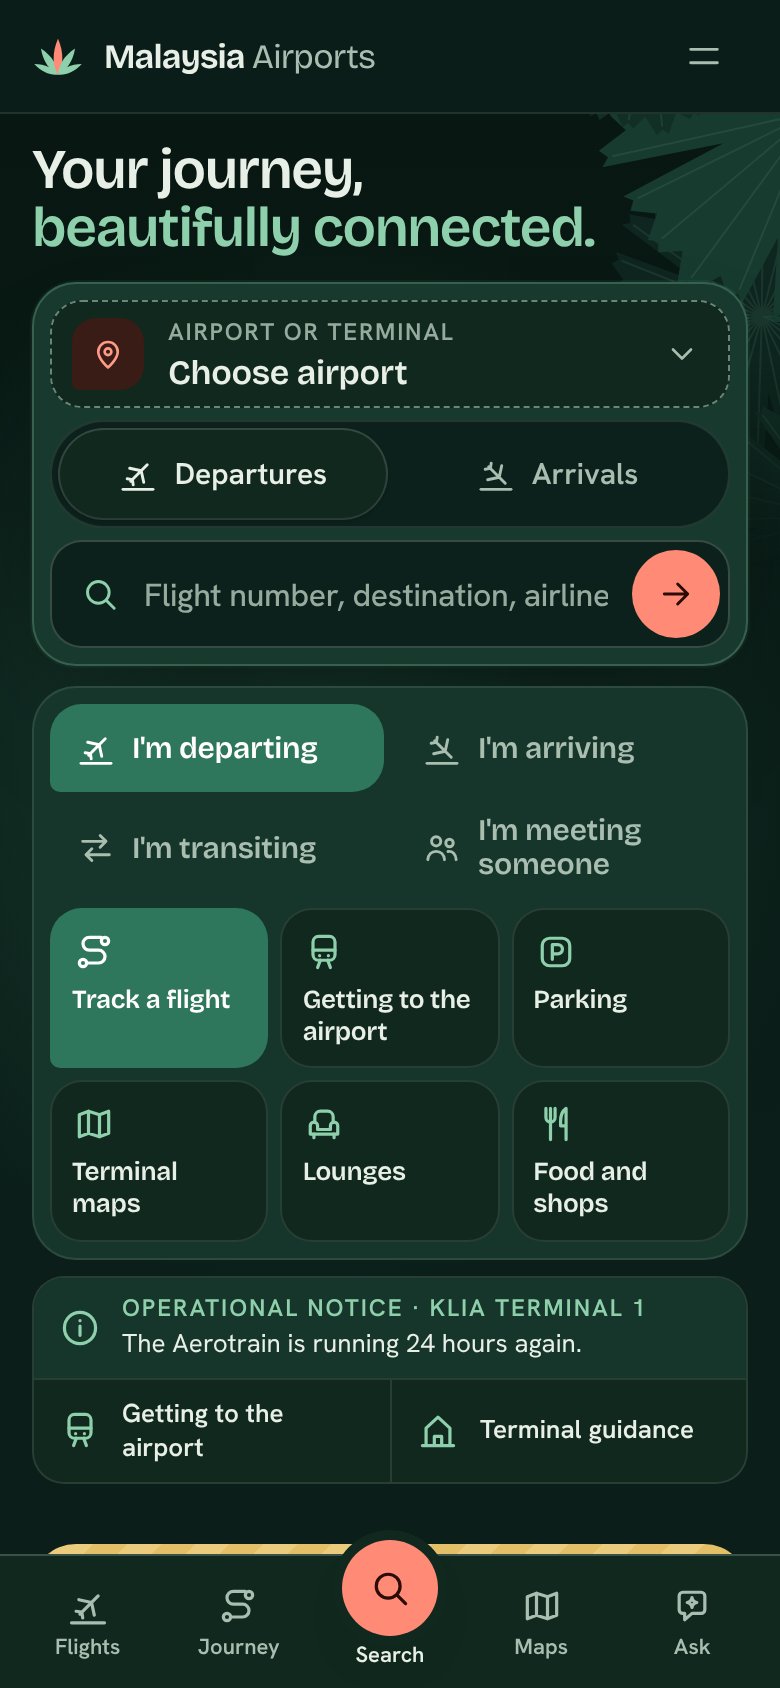 Malaysia Airports
Your journey,
beautifully connected.
AIRPORT OR TERMINAL
Choose airport
Departures
Arrivals
Flight number, destination, airline
I'm departing
I'm arriving
I'm transiting
I'm meeting
someone
Track a flight
Getting to the
airport
Parking
Terminal
maps
Lounges
Food and
shops
OPERATIONAL NOTICE · KLIA TERMINAL 1
The Aerotrain is running 24 hours again.
Getting to the
airport
Terminal guidance
Flights
Journey
Search
Maps
Ask